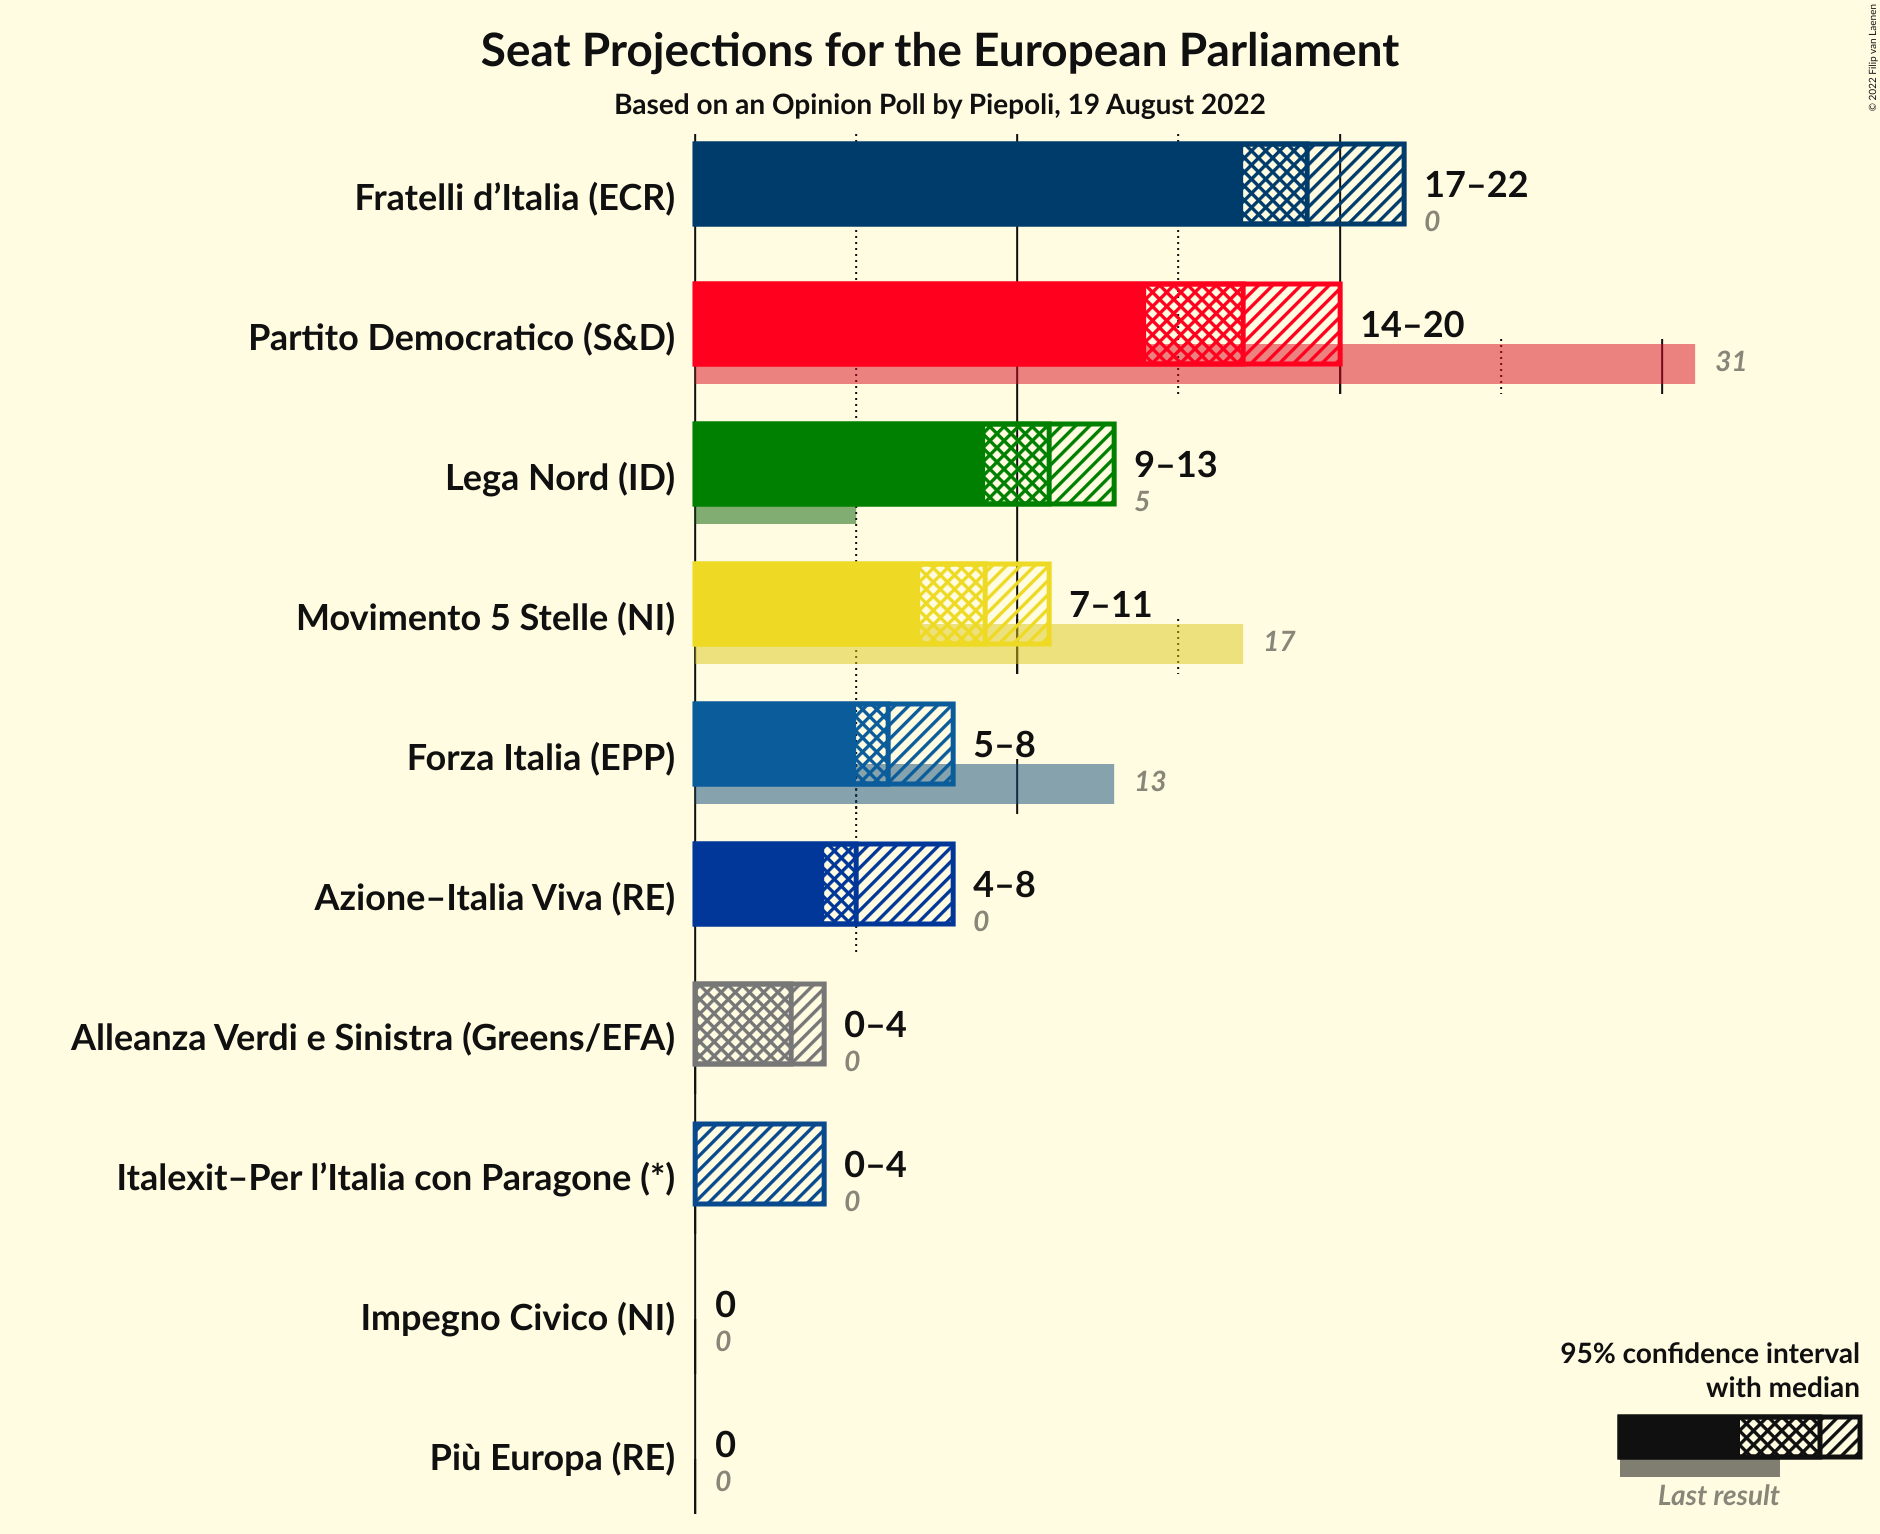 Seat Projections for the European Parliament
Based on an Opinion Poll by Piepoli, 19 August 2022
© 2022 Filip van Laenen
Fratelli d’Italia (ECR)
17–22
0
Partito Democratico (S&D)
14–20
31
Lega Nord (ID)
9–13
5
Movimento 5 Stelle (NI)
7–11
17
Forza Italia (EPP)
5–8
13
Azione–Italia Viva (RE)
4–8
0
Alleanza Verdi e Sinistra (Greens/EFA)
0–4
0
Italexit–Per l’Italia con Paragone (*)
0–4
0
Impegno Civico (NI)
0
0
Più Europa (RE)
0
0
95% confidence interval
with median
Last result